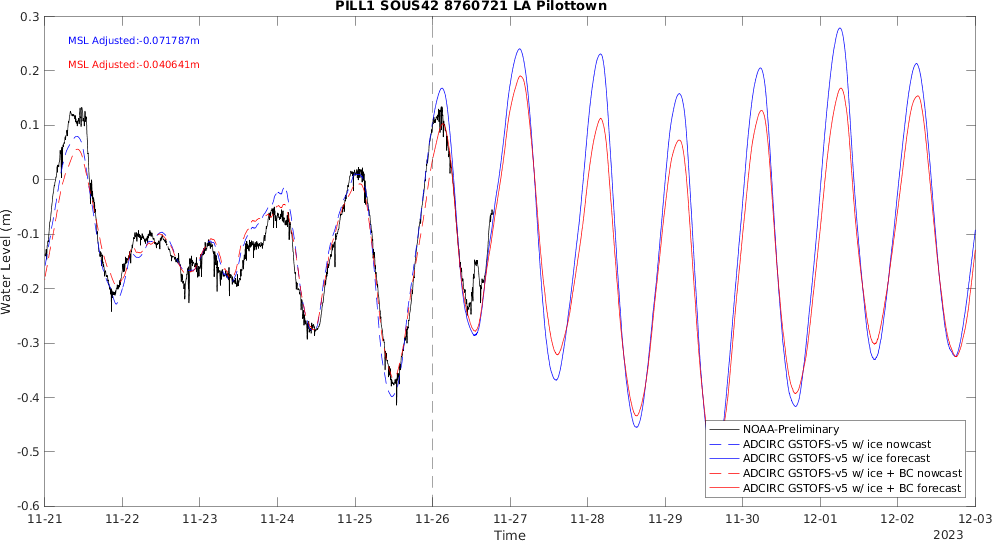 PILL1 SOUS42 8760721 LA Pilottown
MSL Adjusted:-0.071787m
MSL Adjusted:-0.040641m
Water Level (m)
0.3
0.2
0.1
0
-0.1
-0.2
-0.3
-0.4
-0.5
-0.6
NOAA-Preliminary
ADCIRC GSTOFS-v5 w/ ice nowcast
ADCIRC GSTOFS-v5 w/ ice forecast
ADCIRC GSTOFS-v5 w/ ice + BC nowcast
ADCIRC GSTOFS-v5 w/ ice + BC forecast
11-21 11-22 11-23 11-24 11-25 11-26 11-27 11-28 11-29 11-30 12-01 12-02 12-03
Time
2023